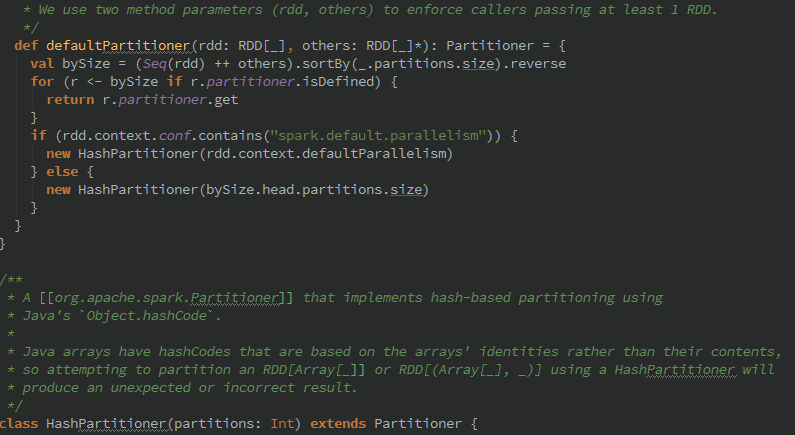 * We use two method parameters (rdd, others) to enforce callers passing at least 1 RDD.
*/
def defaultPartitioner(rdd: RDD[_], others: RDD[_]*): Partitioner = {
val bySize = (Seq(rdd) ++ others).sortBy(_.partitions.size).reverse
for (r <- bySize if r.partitioner.isDefined) {
return r.partitioner.get
}
if (rdd.context.conf.contains("spark.default.parallelism")) {
new HashPartitioner(rdd.context.defaultParallelism)
} else {
new HashPartitioner(bySize.head.partitions.size)
}
}
}
/**
* A [[org.apache.spark.Partitioner]] that implements hash-based partitioning using
* Java's `Object.hashCode`.
*
* Java arrays have hashCodes that are based on the arrays' identities rather than their contents,
* so attempting to partition an RDD[Array[_]] or RDD[(Array[_], _)] using a HashPartitioner will
* produce an unexpected or incorrect result.
*/
class HashPartitioner(partitions: Int) extends Partitioner {